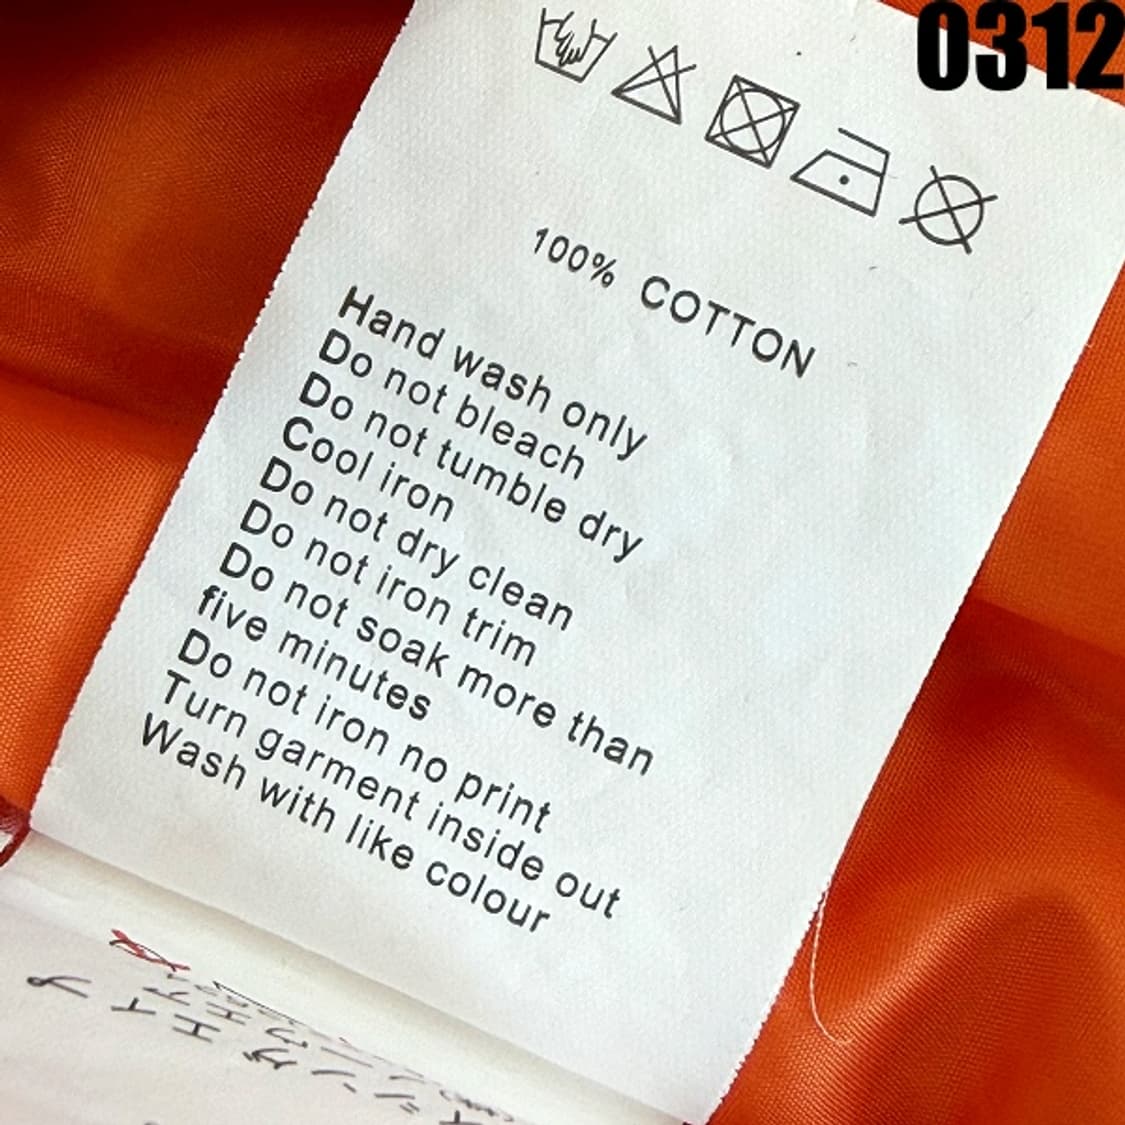 0312
100% COTTON
Hand wash only
Do not bleach
Do not tumble dry
Cool iron
Do not dry clean
Do not iron trim
Do not soak more than
five minutes
Do not iron no print
Turn garment inside out
Wash with like colour